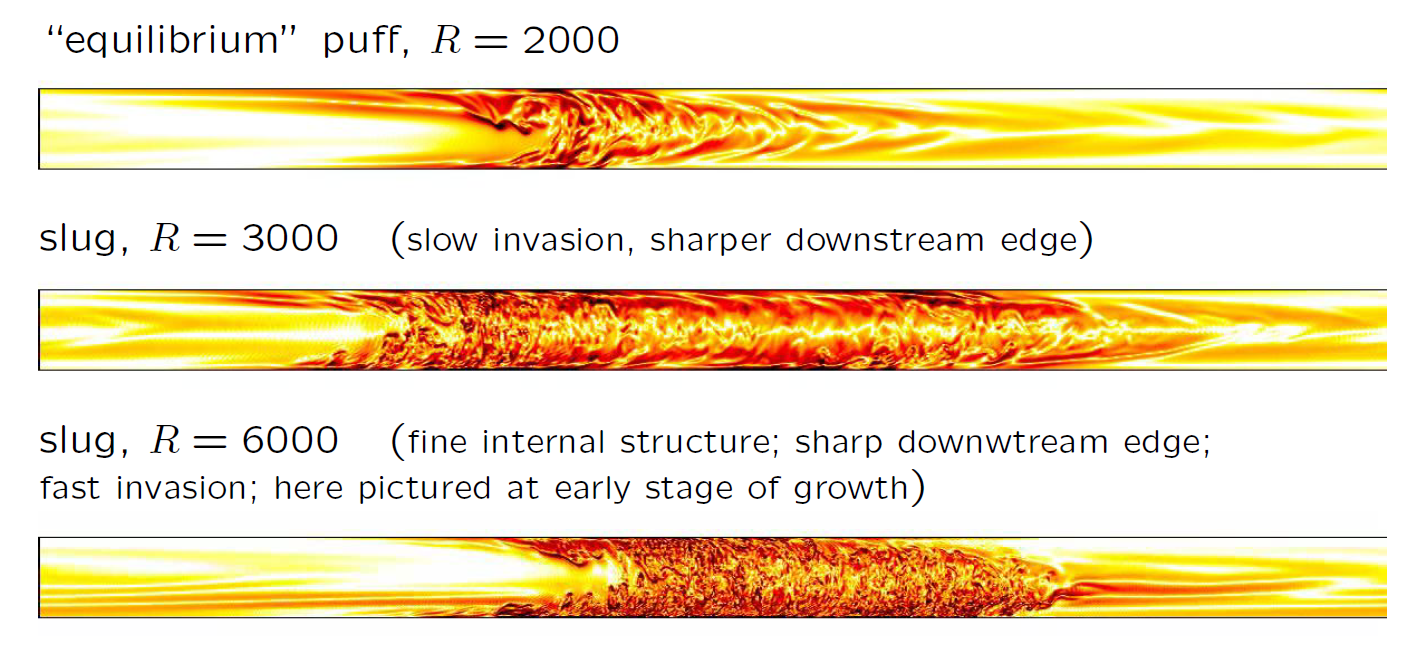 “equilibrium” puff, R = 2000
slug, R = 3000 (slow invasion, sharper downstream edge)
slug, R = 6000 (fine internal structure; sharp downwtream edge;
fast invasion; here pictured at early stage of growth)